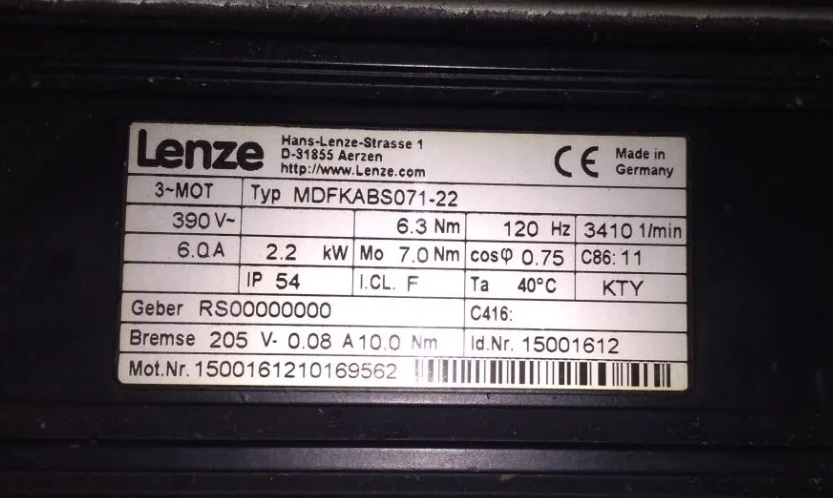 Lenze
Hans-Lenze-Strasse 1
D-31855 Aerzen
http://www.Lenze.com
CE Made in
Germany
3~MOT Typ MDFKABS071-22
390 V~ 6.3 Nm 120 Hz 3410 1/min
6.0 A 2.2 kW Mo 7.0 Nm cosφ 0.75 C86: 11
IP 54 I.CL. F Ta 40°C KTY
Geber RS00000000 C416:
Bremse 205 V- 0.08 A 10.0 Nm Id.Nr. 15001612
Mot.Nr. 1500161210169562